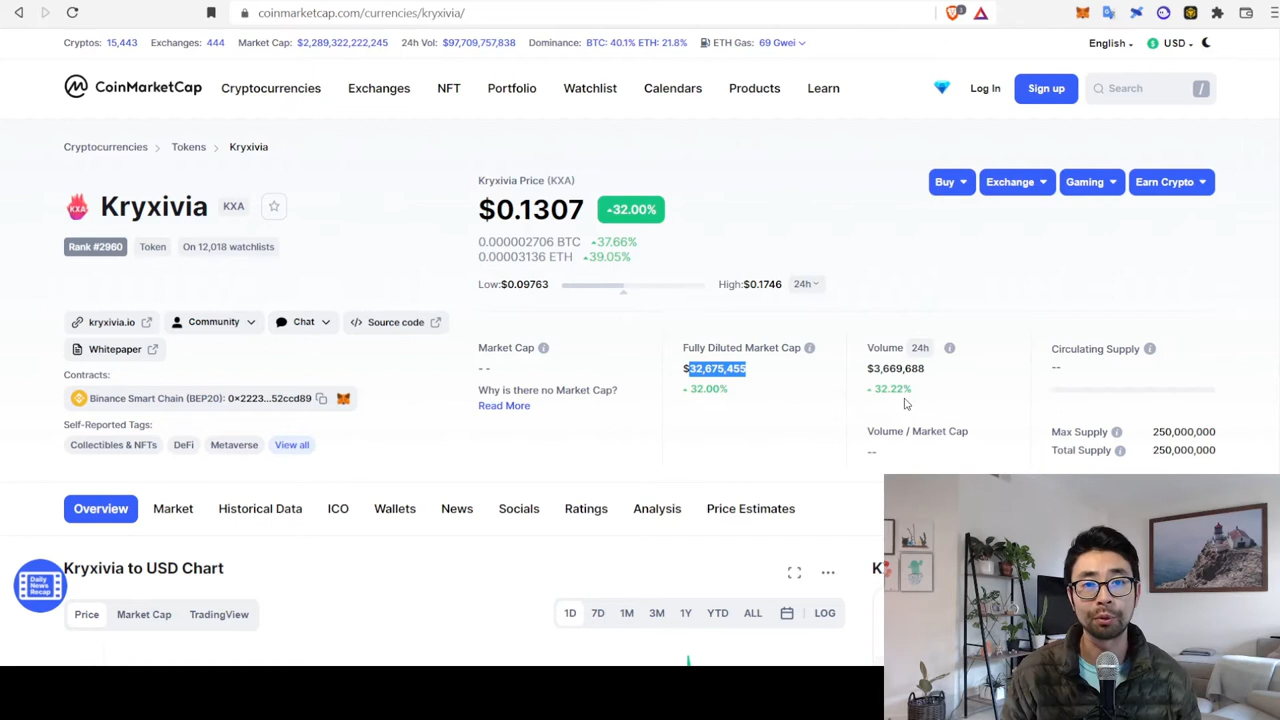 coinmarketcap.com/currencies/kryxivia/
Cryptos: 15,443 Exchanges: 444 Market Cap: $2,289,322,222,245 24h Vol: $97,709,757,838 Dominance: BTC: 40.1% ETH: 21.8% ETH Gas: 69 Gwei English USD
CoinMarketCap Cryptocurrencies Exchanges NFT Portfolio Watchlist Calendars Products Learn Log In Sign up Search /
Cryptocurrencies Tokens Kryxivia
Kryxivia KXA
Rank #2960 Token On 12,018 watchlists
kryxivia.io Community Chat Source code
Whitepaper
Contracts:
Binance Smart Chain (BEP20): 0x2223...52ccd89
Self-Reported Tags:
Collectibles & NFTs DeFi Metaverse View all
Kryxivia Price (KXA)
$0.1307 32.00%
0.000002706 BTC 37.66%
0.00003136 ETH 39.05%
Low:$0.09763 High:$0.1746 24h
Buy Exchange Gaming Earn Crypto
Market Cap
- -
Why is there no Market Cap?
Read More
Fully Diluted Market Cap
$32,675,455
32.00%
Volume 24h
$3,669,688
32.22%
Volume / Market Cap
--
Circulating Supply
--
Max Supply 250,000,000
Total Supply 250,000,000
Overview Market Historical Data ICO Wallets News Socials Ratings Analysis Price Estimates
Daily News Recap
Kryxivia to USD Chart
K
Price Market Cap TradingView 1D 7D 1M 3M 1Y YTD ALL LOG